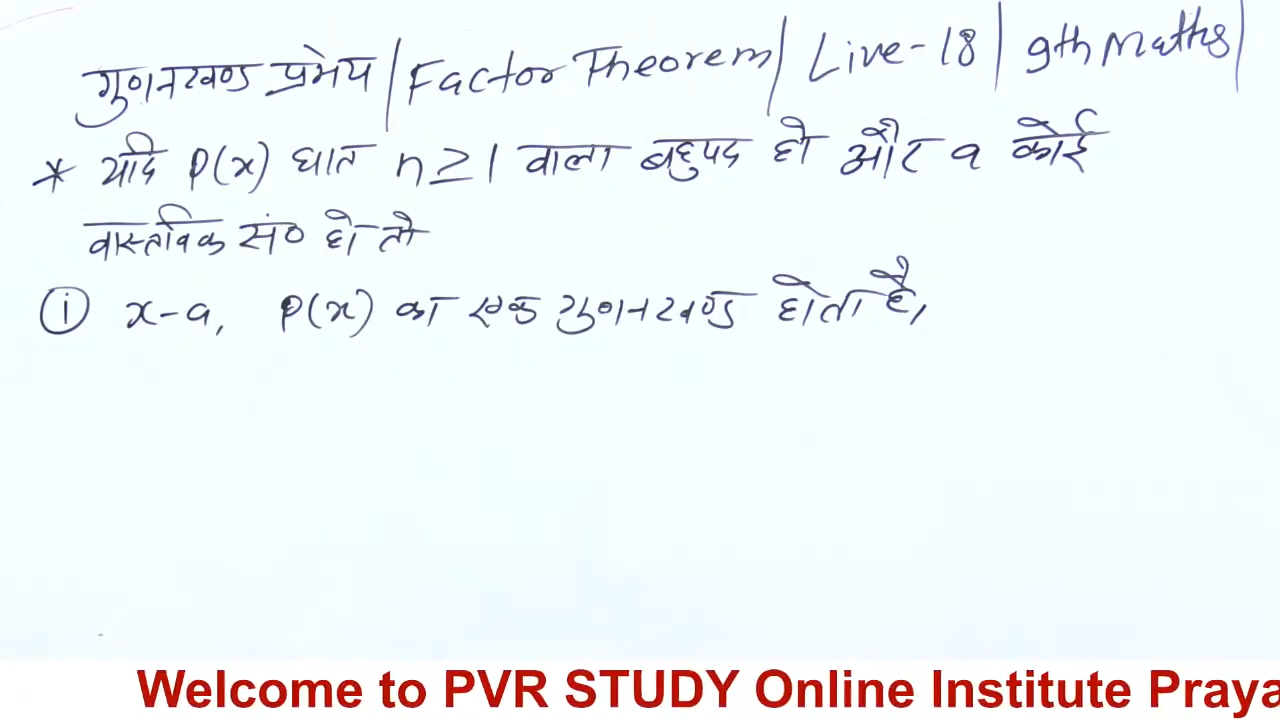 गुणनखण्ड प्रमेय / Factor Theorem / Live-18 / 9th Maths /
* यदि P(x) घात n ≥ 1 वाला बहुपद हो और a कोई
वास्तविक सं० हो तो
(i) x-a, P(x) का एक गुणनखण्ड होता है,
Welcome to PVR STUDY Online Institute Praya